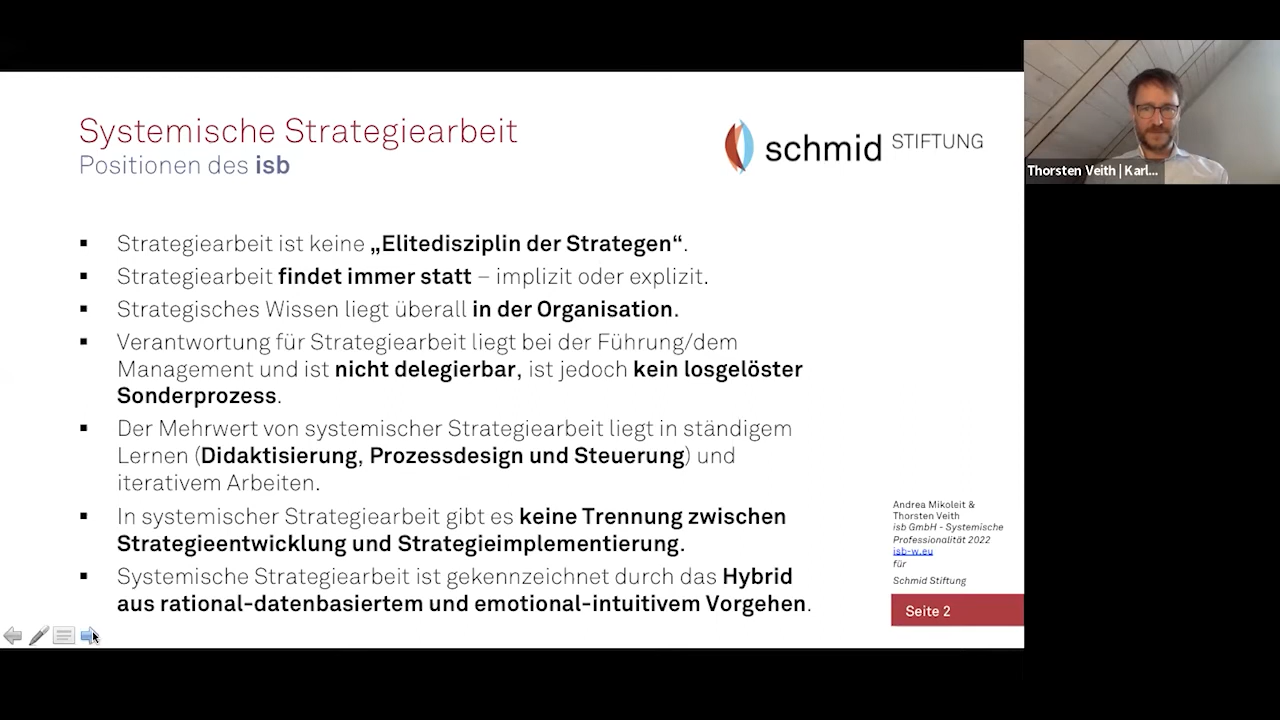 Systemische Strategiearbeit
Positionen des isb
schmid STIFTUNG
▪ Strategiearbeit ist keine „Elitedisziplin der Strategen“.
▪ Strategiearbeit findet immer statt – implizit oder explizit.
▪ Strategisches Wissen liegt überall in der Organisation.
▪ Verantwortung für Strategiearbeit liegt bei der Führung/dem
Management und ist nicht delegierbar, ist jedoch kein losgelöster
Sonderprozess.
▪ Der Mehrwert von systemischer Strategiearbeit liegt in ständigem
Lernen (Didaktisierung, Prozessdesign und Steuerung) und
iterativem Arbeiten.
▪ In systemischer Strategiearbeit gibt es keine Trennung zwischen
Strategieentwicklung und Strategieimplementierung.
▪ Systemische Strategiearbeit ist gekennzeichnet durch das Hybrid
aus rational-datenbasiertem und emotional-intuitivem Vorgehen.
Andrea Mikoleit &
Thorsten Veith
isb GmbH - Systemische
Professionalität 2022
isb-w.eu
für
Schmid Stiftung
Seite 2
Thorsten Veith | Karl...